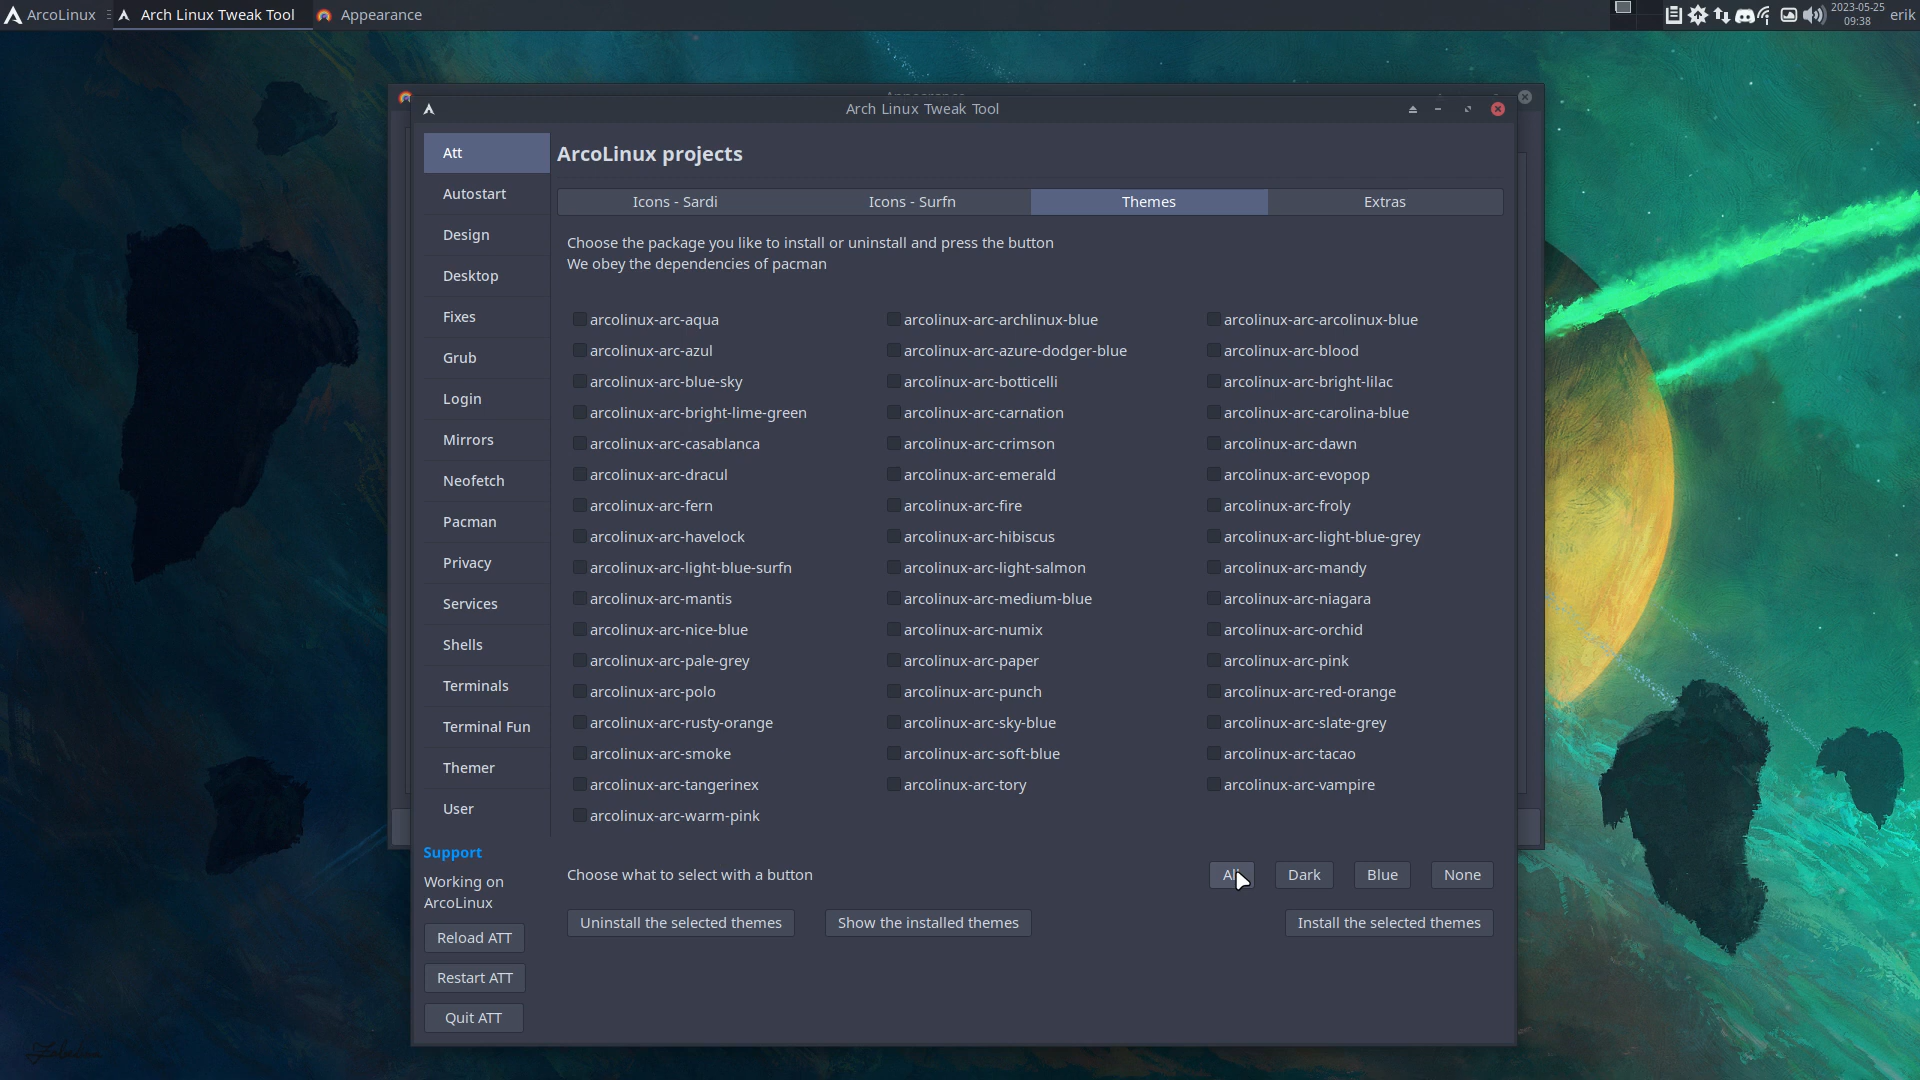 ArcoLinux
Arch Linux Tweak Tool
Appearance
2023-05-25
09:38
erik
Arch Linux Tweak Tool
Att
Autostart
Design
Desktop
Fixes
Grub
Login
Mirrors
Neofetch
Pacman
Privacy
Services
Shells
Terminals
Terminal Fun
Themer
User
Support
Working on
ArcoLinux
Reload ATT
Restart ATT
Quit ATT
ArcoLinux projects
Icons - Sardi
Icons - Surfn
Themes
Extras
Choose the package you like to install or uninstall and press the button
We obey the dependencies of pacman
arcolinux-arc-aqua arcolinux-arc-archlinux-blue arcolinux-arc-arcolinux-blue
arcolinux-arc-azul arcolinux-arc-azure-dodger-blue arcolinux-arc-blood
arcolinux-arc-blue-sky arcolinux-arc-botticelli arcolinux-arc-bright-lilac
arcolinux-arc-bright-lime-green arcolinux-arc-carnation arcolinux-arc-carolina-blue
arcolinux-arc-casablanca arcolinux-arc-crimson arcolinux-arc-dawn
arcolinux-arc-dracul arcolinux-arc-emerald arcolinux-arc-evopop
arcolinux-arc-fern arcolinux-arc-fire arcolinux-arc-froly
arcolinux-arc-havelock arcolinux-arc-hibiscus arcolinux-arc-light-blue-grey
arcolinux-arc-light-blue-surfn arcolinux-arc-light-salmon arcolinux-arc-mandy
arcolinux-arc-mantis arcolinux-arc-medium-blue arcolinux-arc-niagara
arcolinux-arc-nice-blue arcolinux-arc-numix arcolinux-arc-orchid
arcolinux-arc-pale-grey arcolinux-arc-paper arcolinux-arc-pink
arcolinux-arc-polo arcolinux-arc-punch arcolinux-arc-red-orange
arcolinux-arc-rusty-orange arcolinux-arc-sky-blue arcolinux-arc-slate-grey
arcolinux-arc-smoke arcolinux-arc-soft-blue arcolinux-arc-tacao
arcolinux-arc-tangerinex arcolinux-arc-tory arcolinux-arc-vampire
arcolinux-arc-warm-pink
Choose what to select with a button
All
Dark
Blue
None
Uninstall the selected themes
Show the installed themes
Install the selected themes